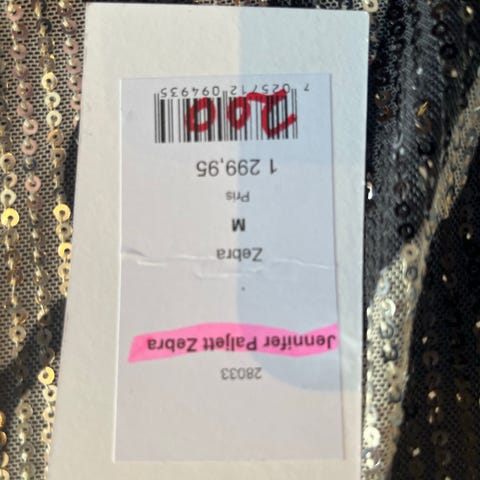 28033
Jennifer Paljett Zebra
Zebra
M
Pris
1 299,95
200
7 025712 094935